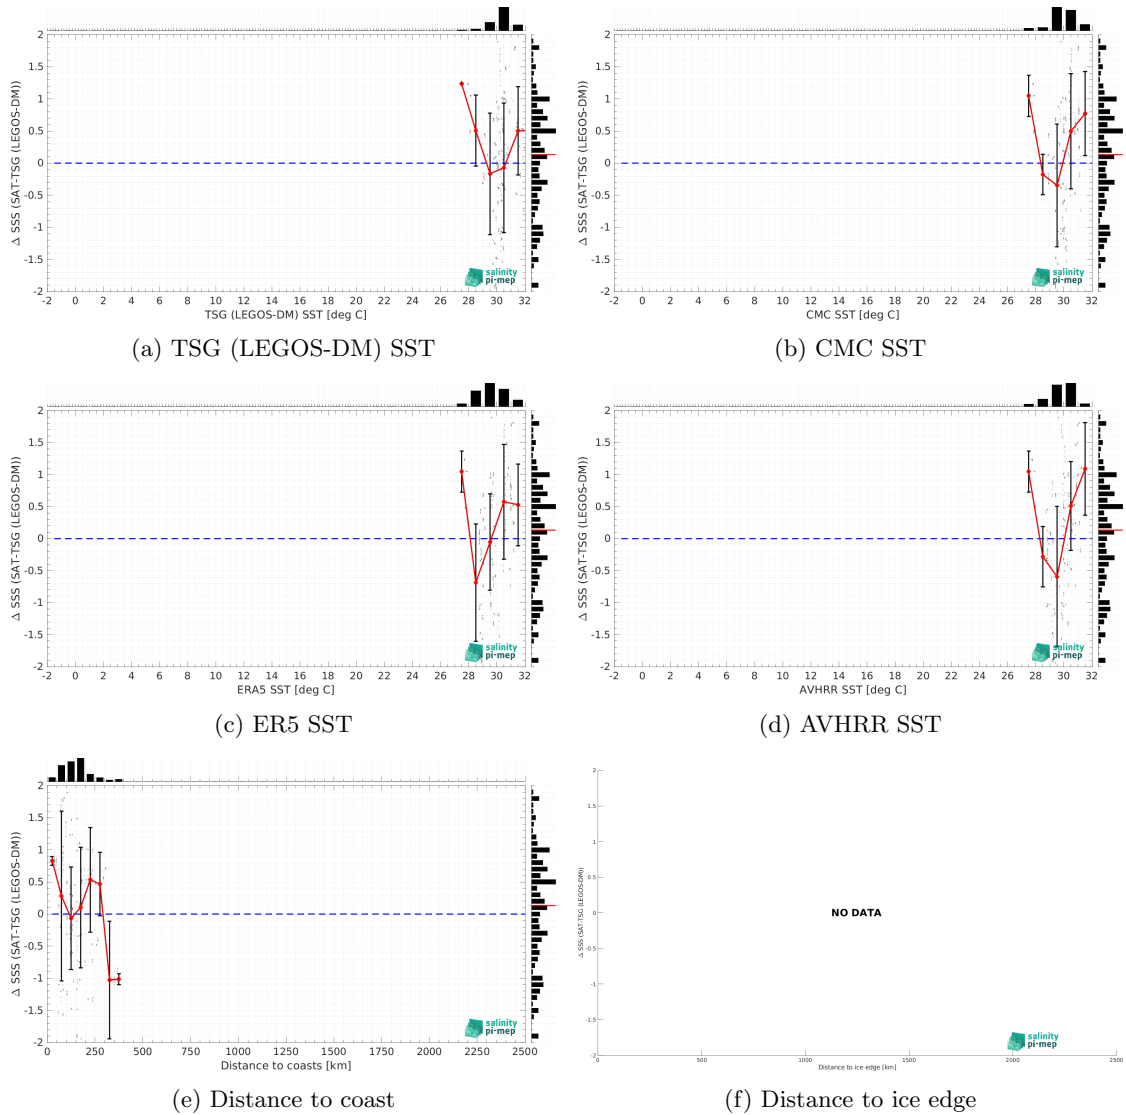 2
1.5
1
0.5
0
-0.5
-1
-1.5
-2
Δ SSS (SAT-TSG (LEGOS-DM))
-2 0 2 4 6 8 10 12 14 16 18 20 22 24 26 28 30 32
TSG (LEGOS-DM) SST [deg C]
salinity
pi-mep
(a) TSG (LEGOS-DM) SST
2
1.5
1
0.5
0
-0.5
-1
-1.5
-2
Δ SSS (SAT-TSG (LEGOS-DM))
-2 0 2 4 6 8 10 12 14 16 18 20 22 24 26 28 30 32
CMC SST [deg C]
salinity
pi-mep
(b) CMC SST
2
1.5
1
0.5
0
-0.5
-1
-1.5
-2
Δ SSS (SAT-TSG (LEGOS-DM))
-2 0 2 4 6 8 10 12 14 16 18 20 22 24 26 28 30 32
ERA5 SST [deg C]
salinity
pi-mep
(c) ER5 SST
2
1.5
1
0.5
0
-0.5
-1
-1.5
-2
Δ SSS (SAT-TSG (LEGOS-DM))
-2 0 2 4 6 8 10 12 14 16 18 20 22 24 26 28 30 32
AVHRR SST [deg C]
salinity
pi-mep
(d) AVHRR SST
2
1.5
1
0.5
0
-0.5
-1
-1.5
-2
Δ SSS (SAT-TSG (LEGOS-DM))
0 250 500 750 1000 1250 1500 1750 2000 2250 2500
Distance to coasts [km]
salinity
pi-mep
(e) Distance to coast
2
1.5
1
0.5
0
-0.5
-1
-1.5
-2
Δ SSS (SAT-TSG (LEGOS-DM))
NO DATA
0 500 1000 1500 2000 2500
Distance to ice edge [km]
salinity
pi-mep
(f) Distance to ice edge